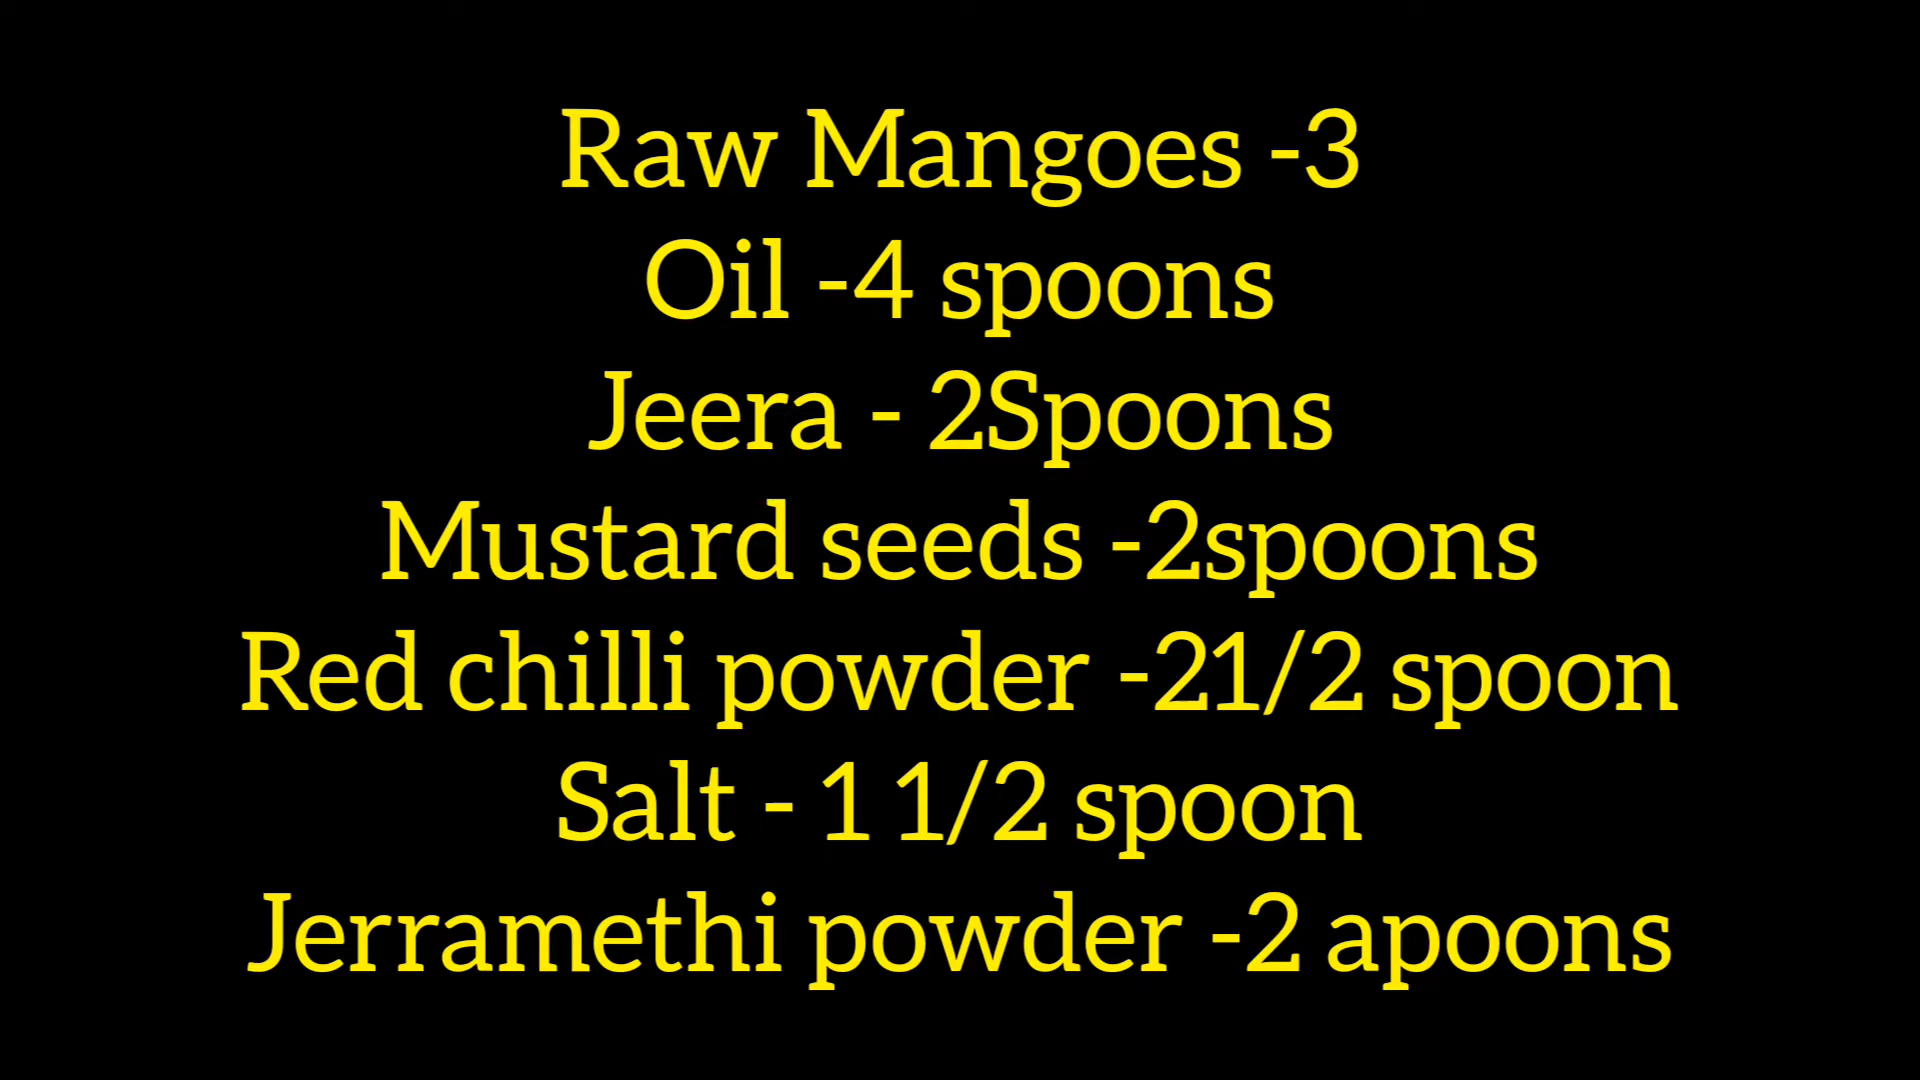 Raw Mangoes -3
Oil -4 spoons
Jeera - 2Spoons
Mustard seeds -2spoons
Red chilli powder -21/2 spoon
Salt - 1 1/2 spoon
Jerramethi powder -2 apoons